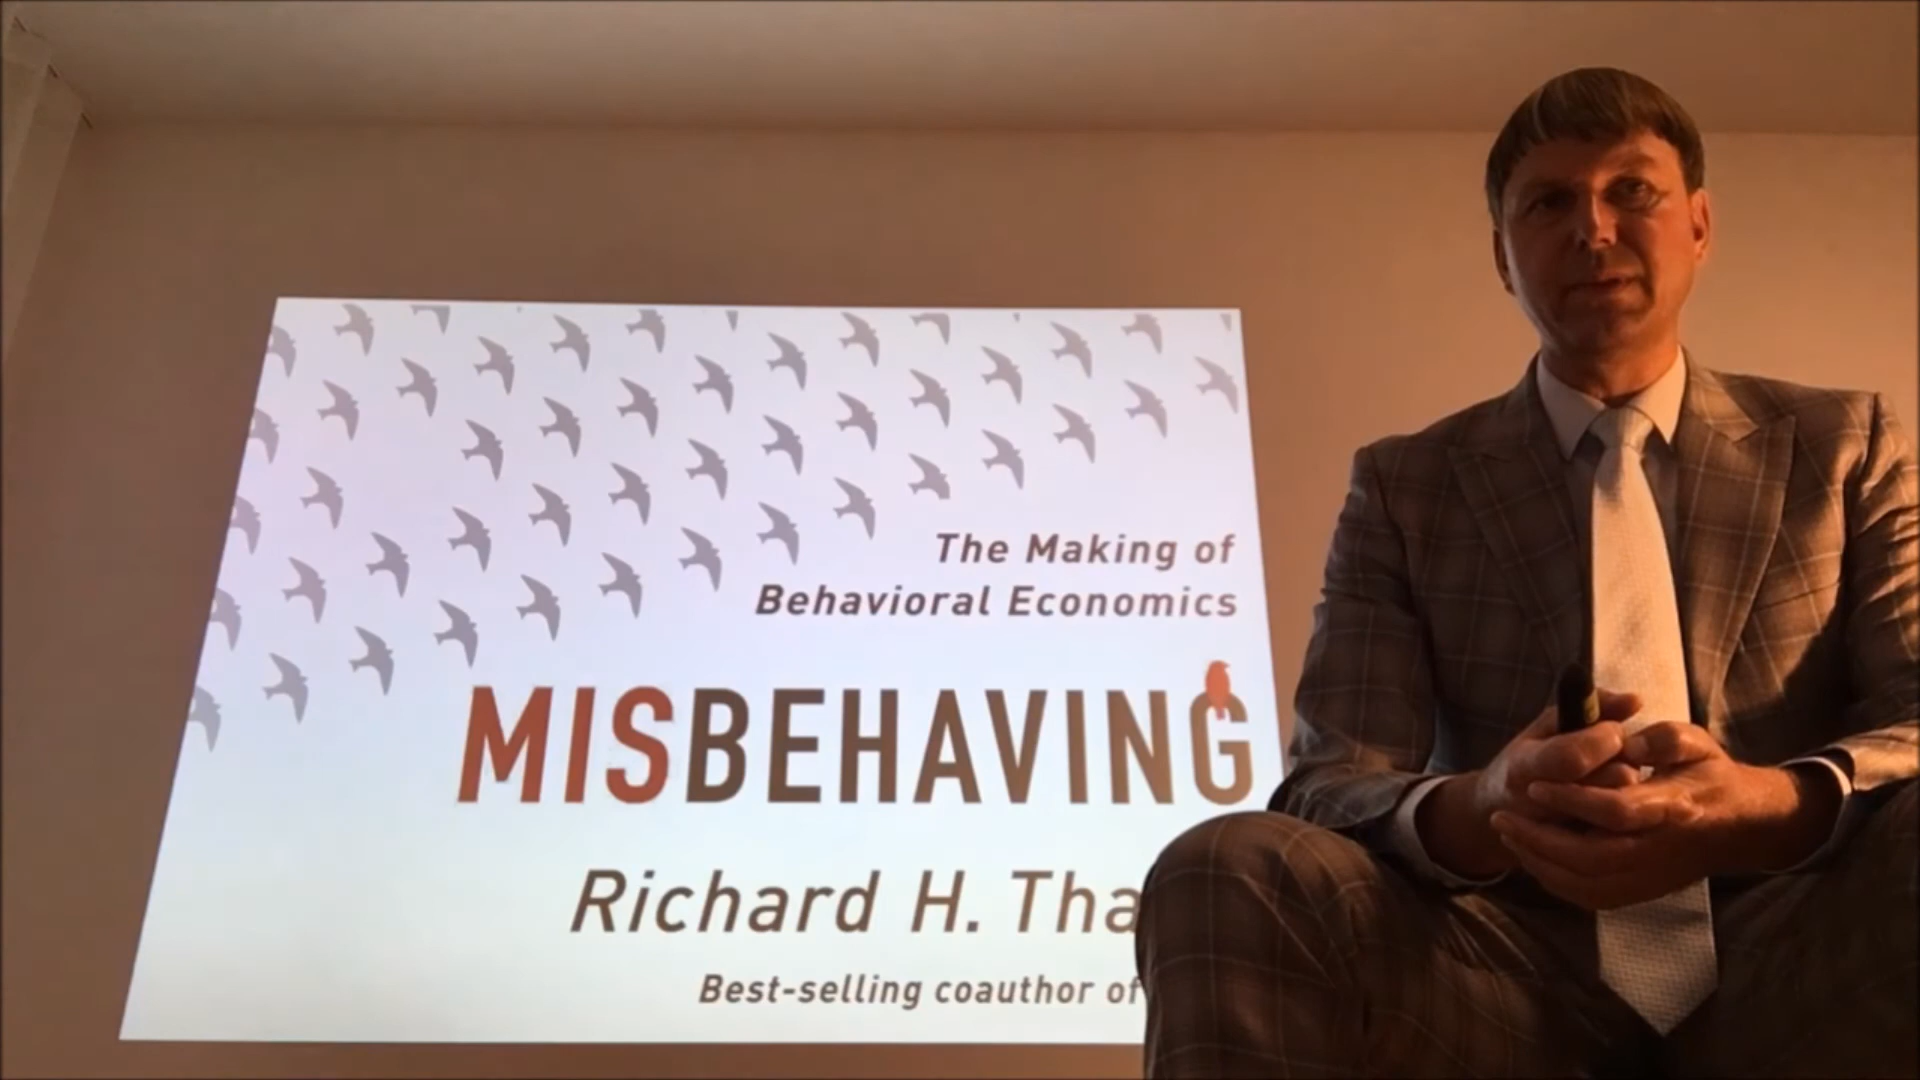 The Making of
Behavioral Economics
MISBEHAVING
Richard H. Tha
Best-selling coauthor of